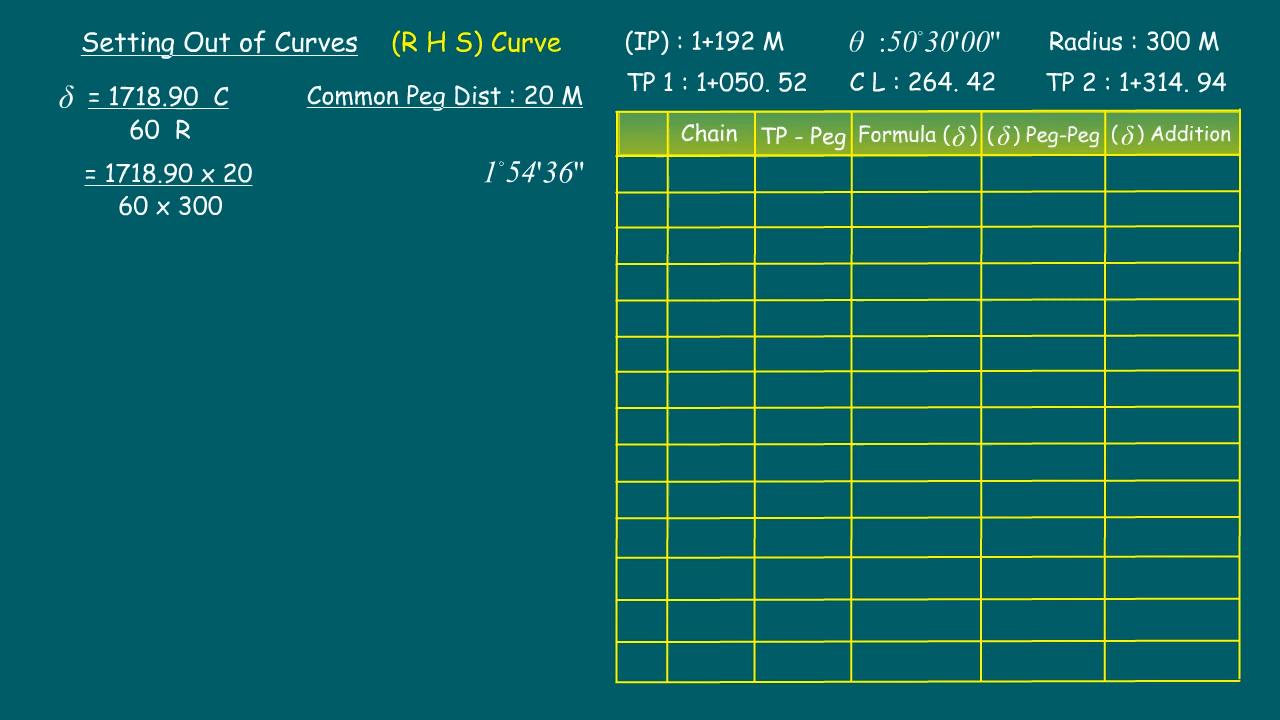 Setting Out of Curves (R H S) Curve
δ = 1718.90 C
60 R
Common Peg Dist : 20 M
= 1718.90 x 20
60 x 300
1°54'36"
(IP) : 1+192 M θ :50°30'00" Radius : 300 M
TP 1 : 1+050. 52 C L : 264. 42 TP 2 : 1+314. 94
Chain TP - Peg Formula (δ) (δ) Peg-Peg (δ) Addition